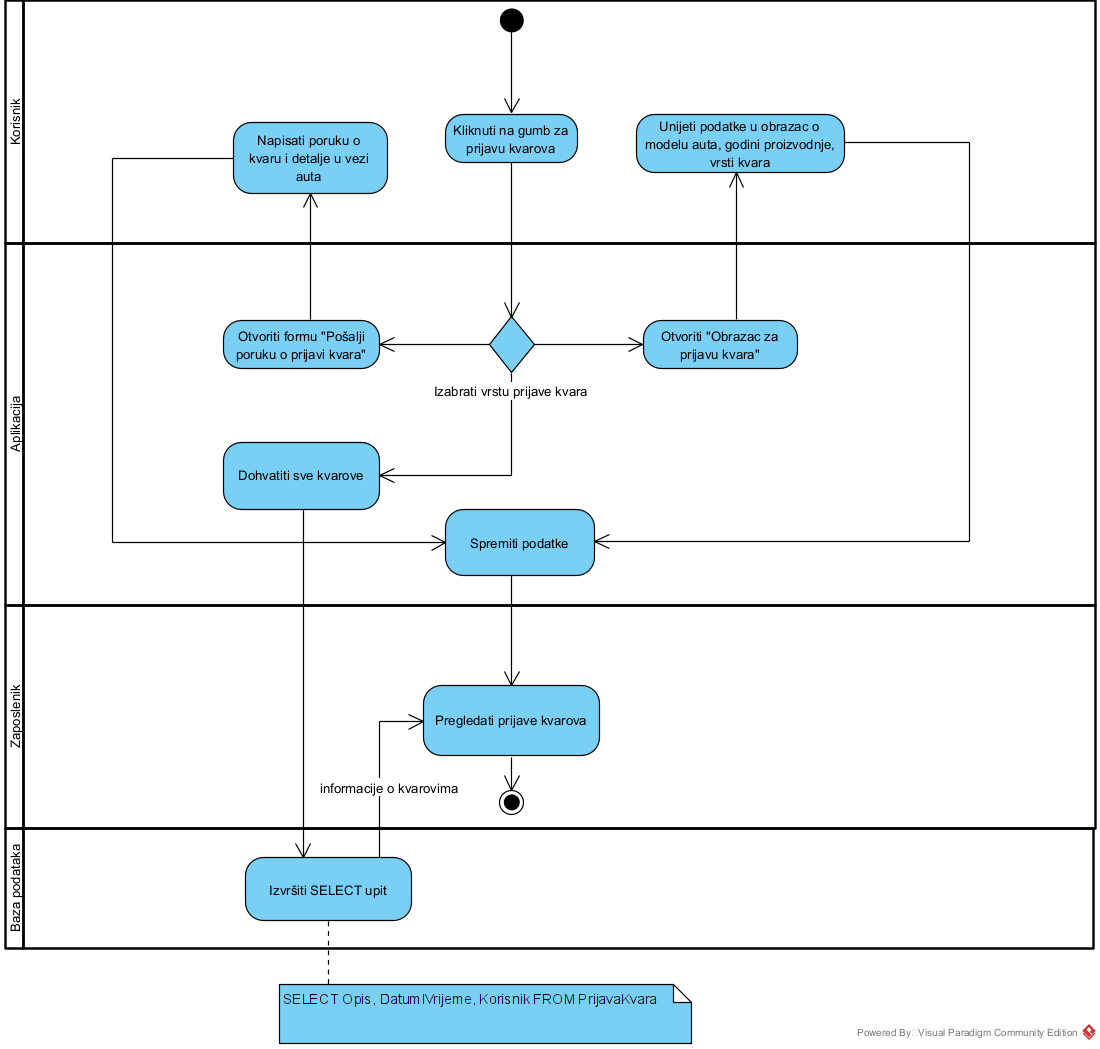 Korisnik
Napisati poruku o
kvaru i detalje u vezi
auta
Kliknuti na gumb za
prijavu kvarova
Unijeti podatke u obrazac o
modelu auta, godini proizvodnje,
vrsti kvara
Aplikacija
Otvoriti formu "Pošalji
poruku o prijavi kvara"
Otvoriti "Obrazac za
prijavu kvara"
Izabrati vrstu prijave kvara
Dohvatiti sve kvarove
Spremiti podatke
Zaposlenik
Pregledati prijave kvarova
informacije o kvarovima
Baza podataka
Izvršiti SELECT upit
SELECT Opis, DatumIVrijeme, Korisnik FROM PrijavaKvara
Powered By Visual Paradigm Community Edition